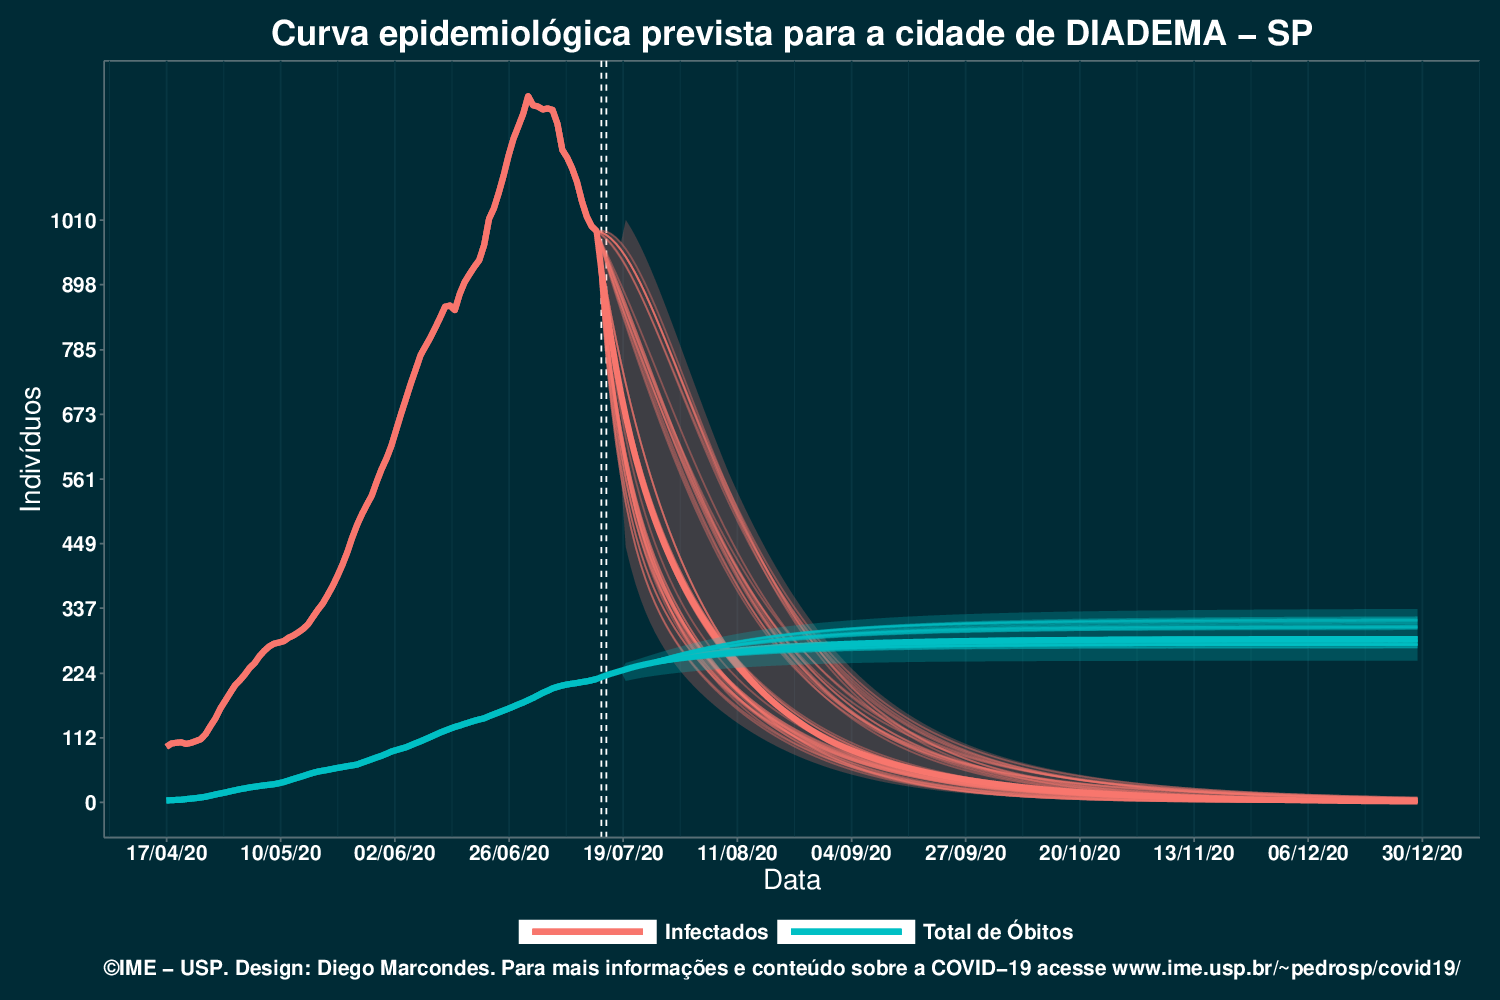 Curva epidemiológica prevista para a cidade de DIADEMA – SP
Indivíduos
1010
898
785
673
561
449
337
224
112
0
17/04/20 10/05/20 02/06/20 26/06/20 19/07/20 11/08/20 04/09/20 27/09/20 20/10/20 13/11/20 06/12/20 30/12/20
Data
Infectados Total de Óbitos
©IME – USP. Design: Diego Marcondes. Para mais informações e conteúdo sobre a COVID–19 acesse www.ime.usp.br/~pedrosp/covid19/